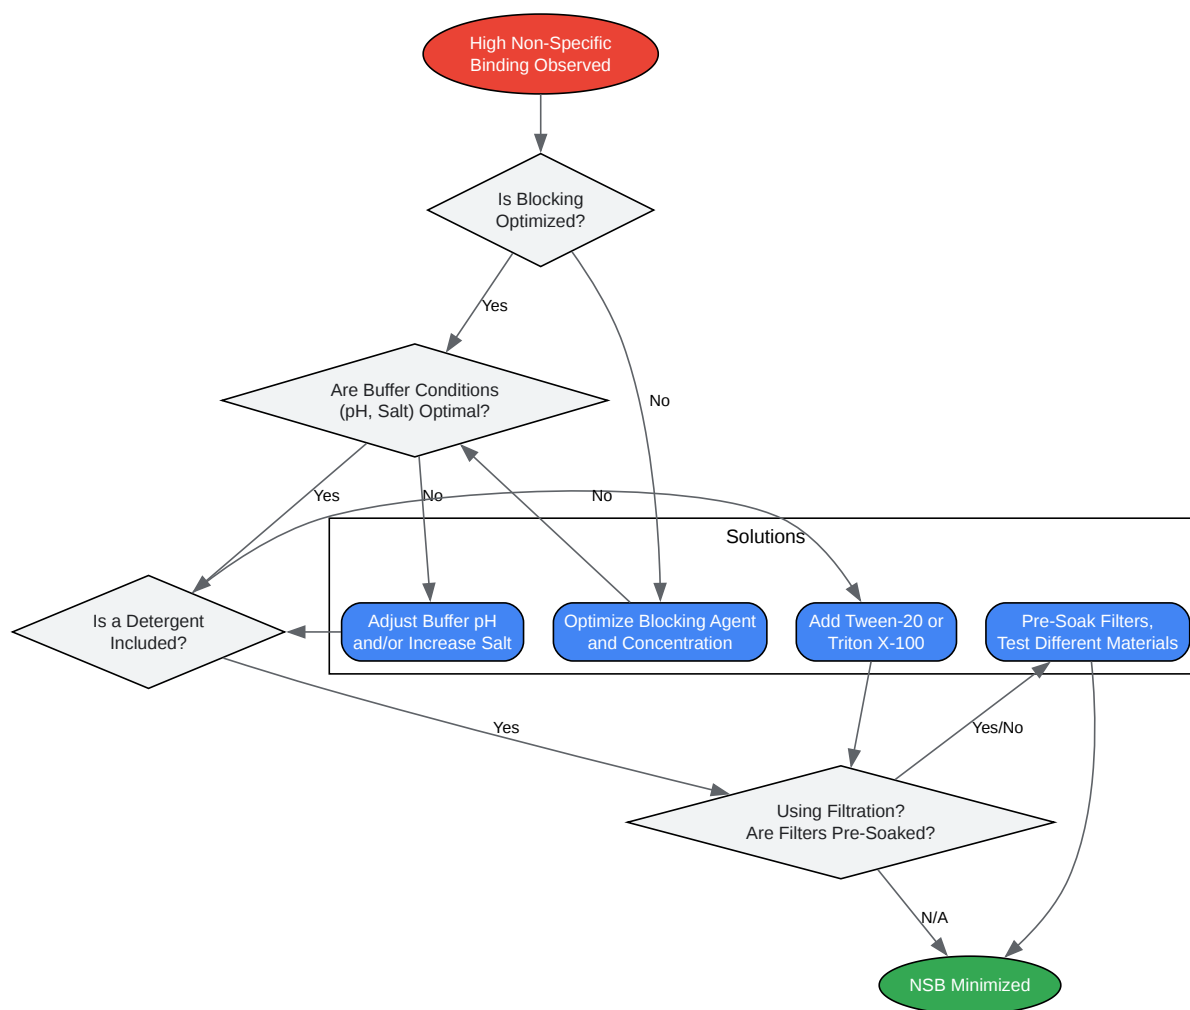 High Non-Specific
Binding Observed
Is Blocking
Optimized?
Yes
No
Are Buffer Conditions
(pH, Salt) Optimal?
Yes
No
No
Solutions
Is a Detergent
Included?
Adjust Buffer pH
and/or Increase Salt
Optimize Blocking Agent
and Concentration
Add Tween-20 or
Triton X-100
Pre-Soak Filters,
Test Different Materials
Yes
Yes/No
Using Filtration?
Are Filters Pre-Soaked?
N/A
NSB Minimized